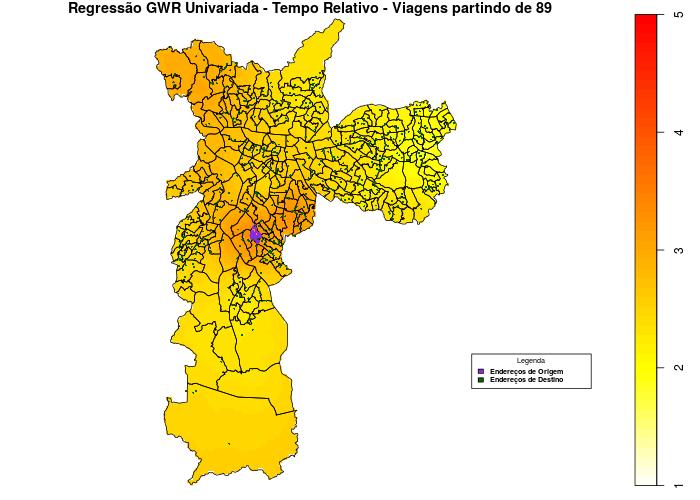 Regressão GWR Univariada - Tempo Relativo - Viagens partindo de 89
5
4
3
2
1
Legenda
Endereços de Origem
Endereços de Destino